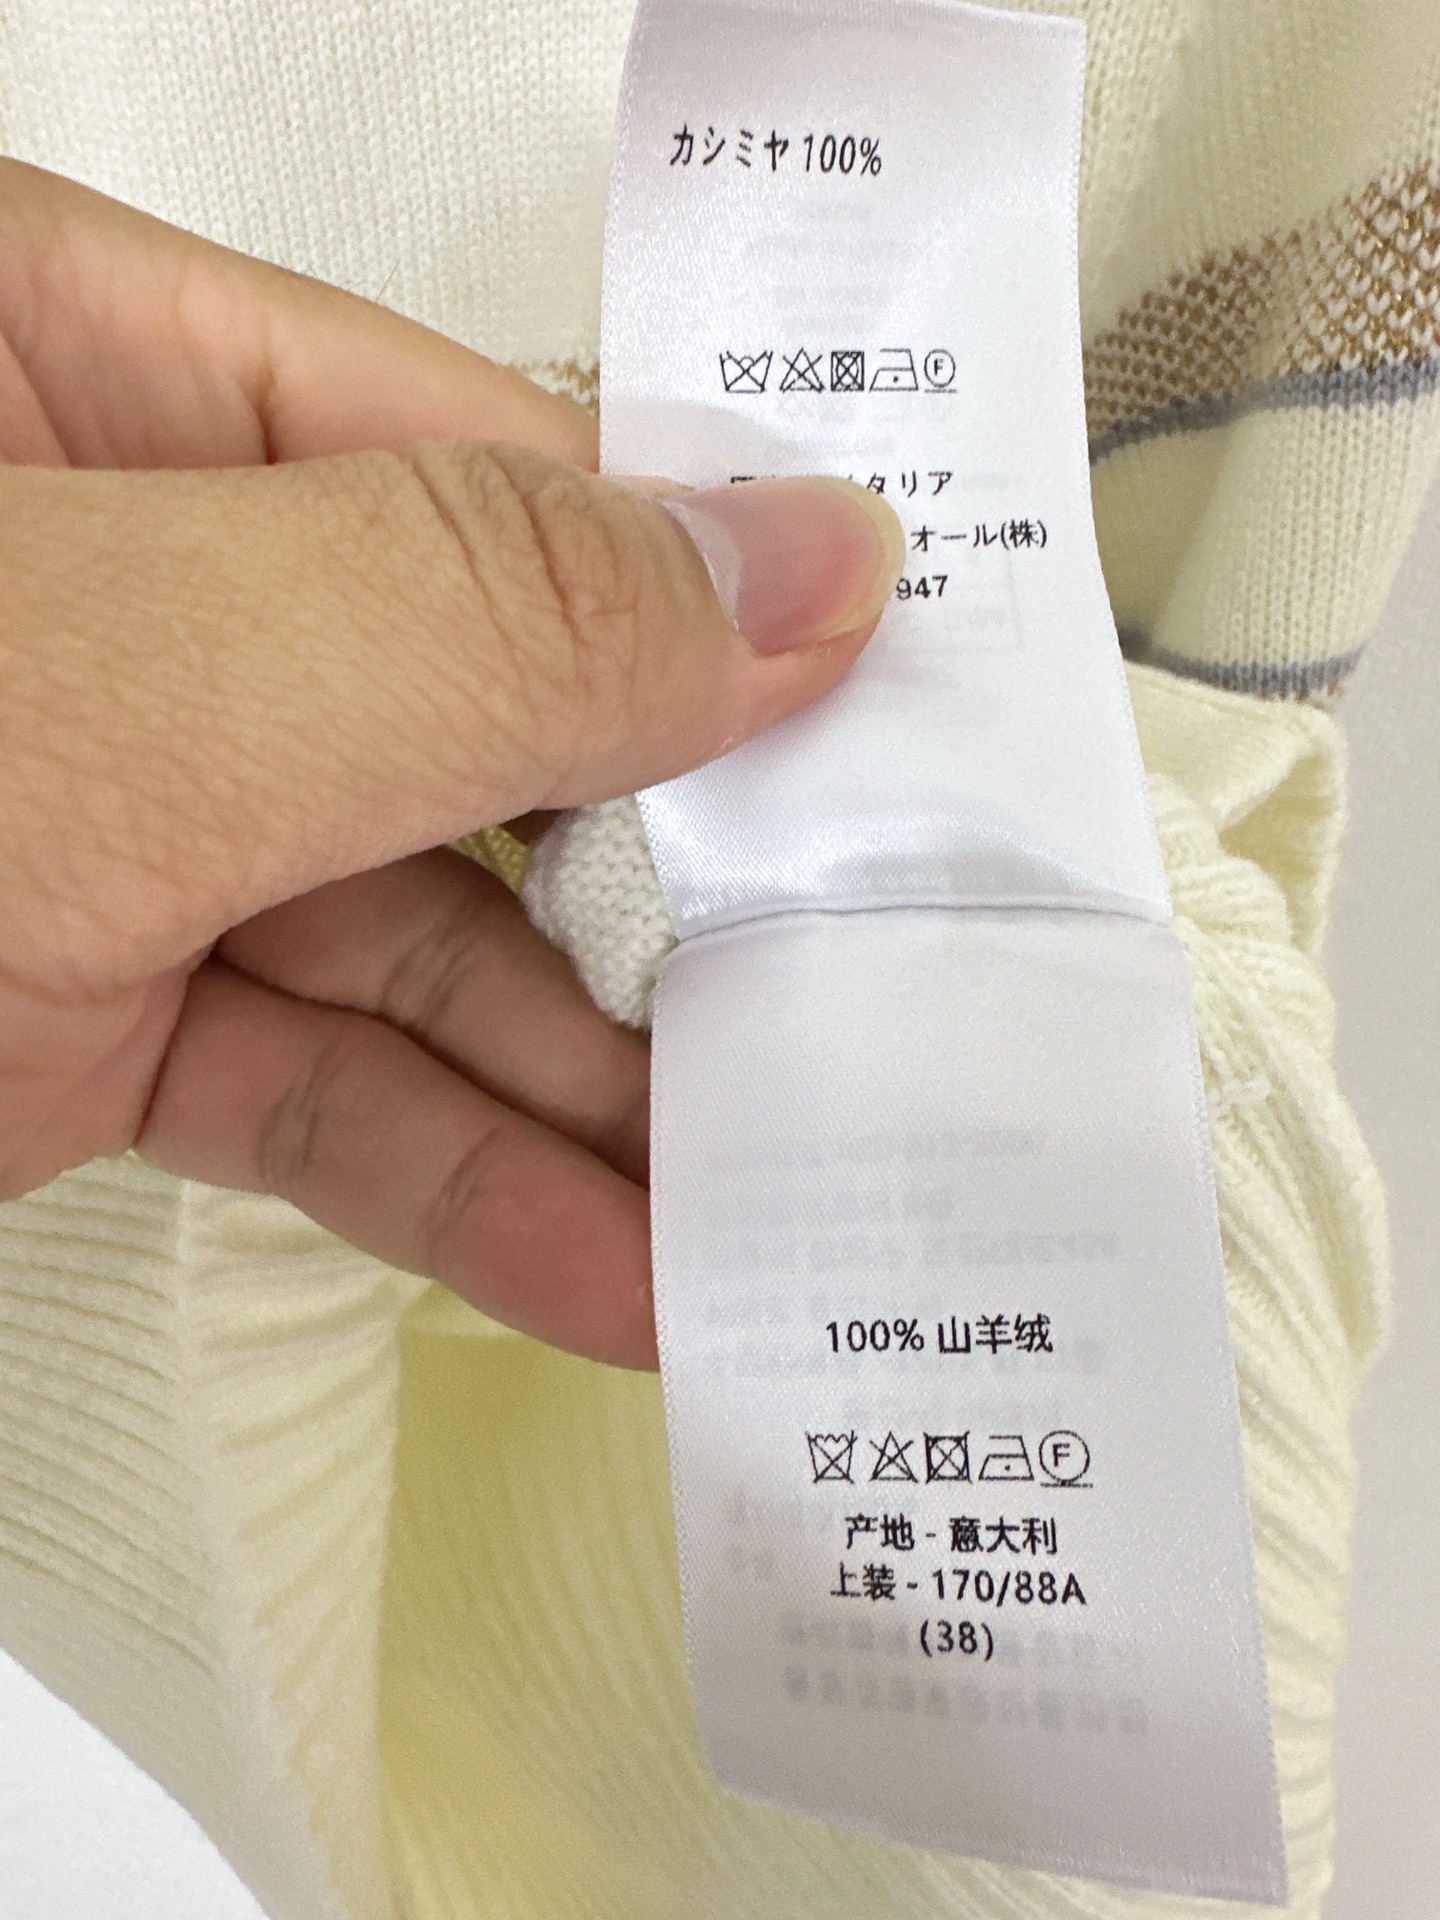 カシミヤ 100%
F
タリア
オール(株)
947
100% 山羊绒
F
产地 - 意大利
上装 - 170/88A
(38)